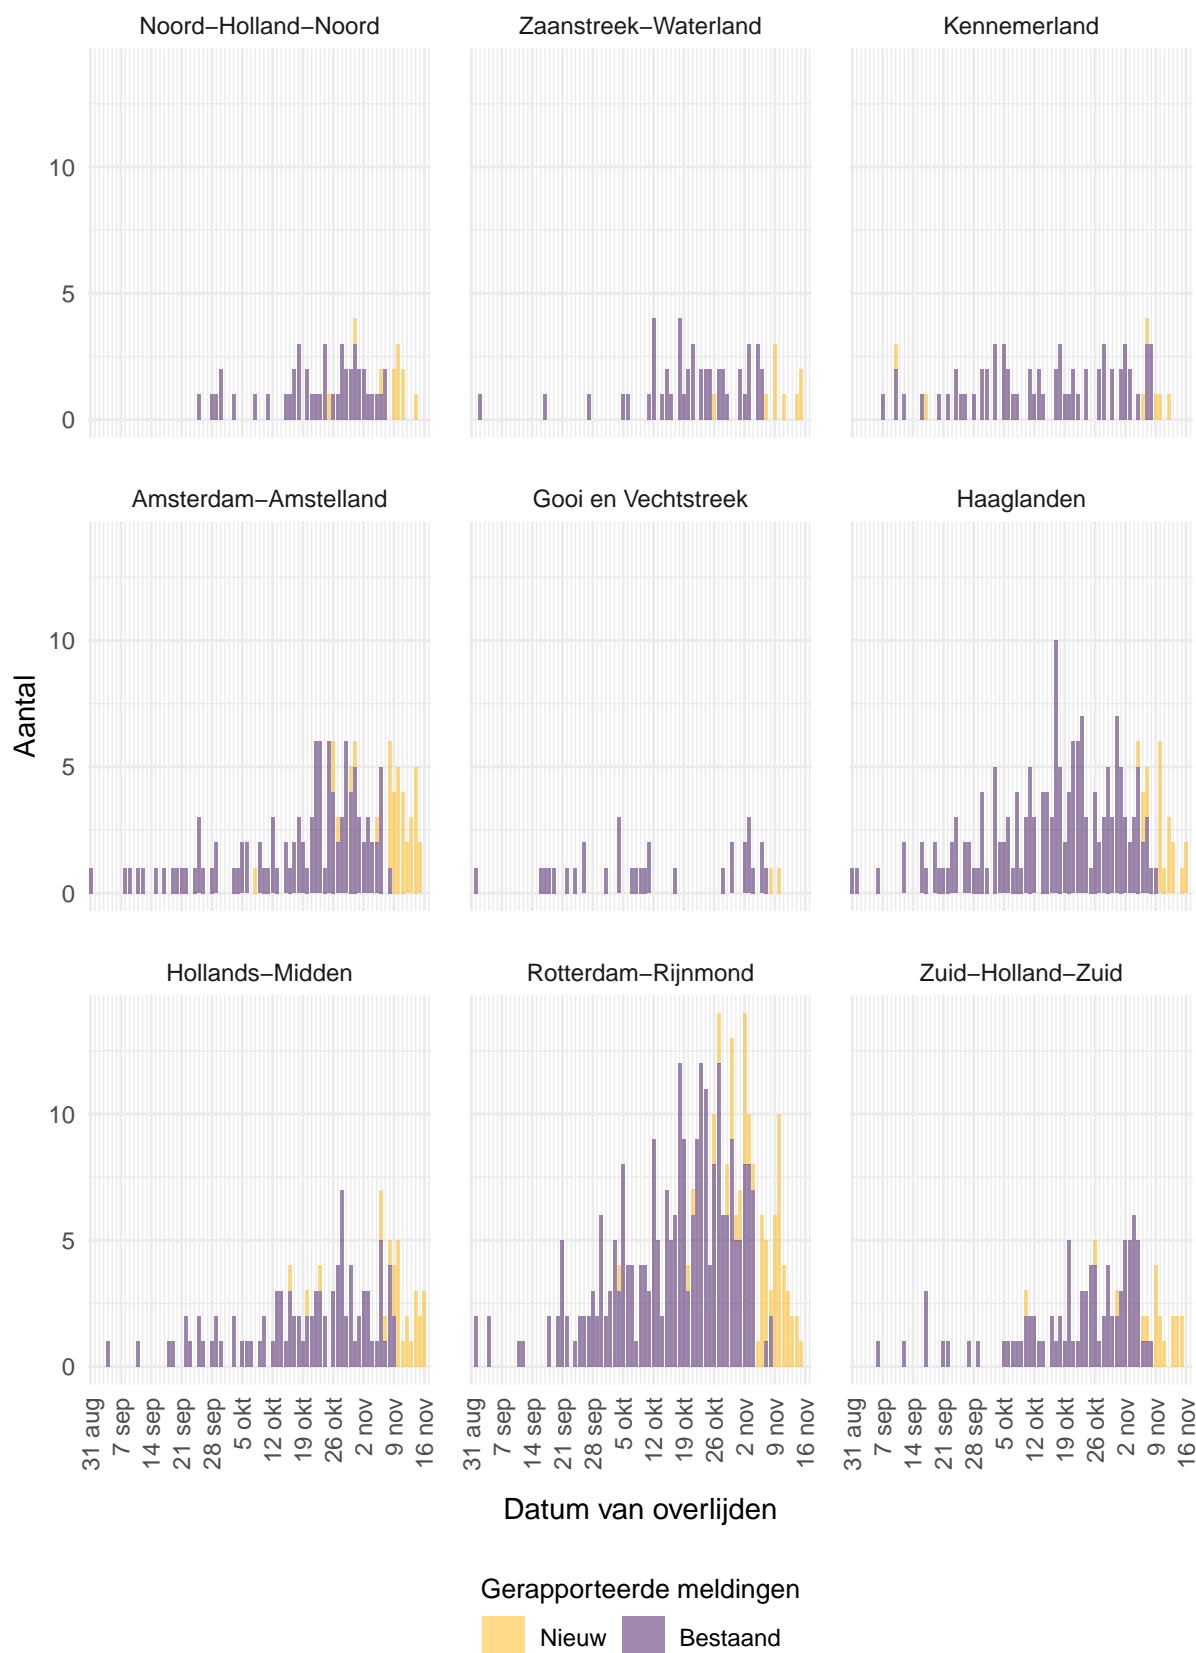 Noord−Holland−Noord
Zaanstreek−Waterland
Kennemerland
10
5
0
Amsterdam−Amstelland
Gooi en Vechtstreek
Haaglanden
10
5
0
Aantal
Hollands−Midden
Rotterdam−Rijnmond
Zuid−Holland−Zuid
10
5
0
31 aug
7 sep
14 sep
21 sep
28 sep
5 okt
12 okt
19 okt
26 okt
2 nov
9 nov
16 nov
31 aug
7 sep
14 sep
21 sep
28 sep
5 okt
12 okt
19 okt
26 okt
2 nov
9 nov
16 nov
31 aug
7 sep
14 sep
21 sep
28 sep
5 okt
12 okt
19 okt
26 okt
2 nov
9 nov
16 nov
Datum van overlijden
Gerapporteerde meldingen
Nieuw
Bestaand